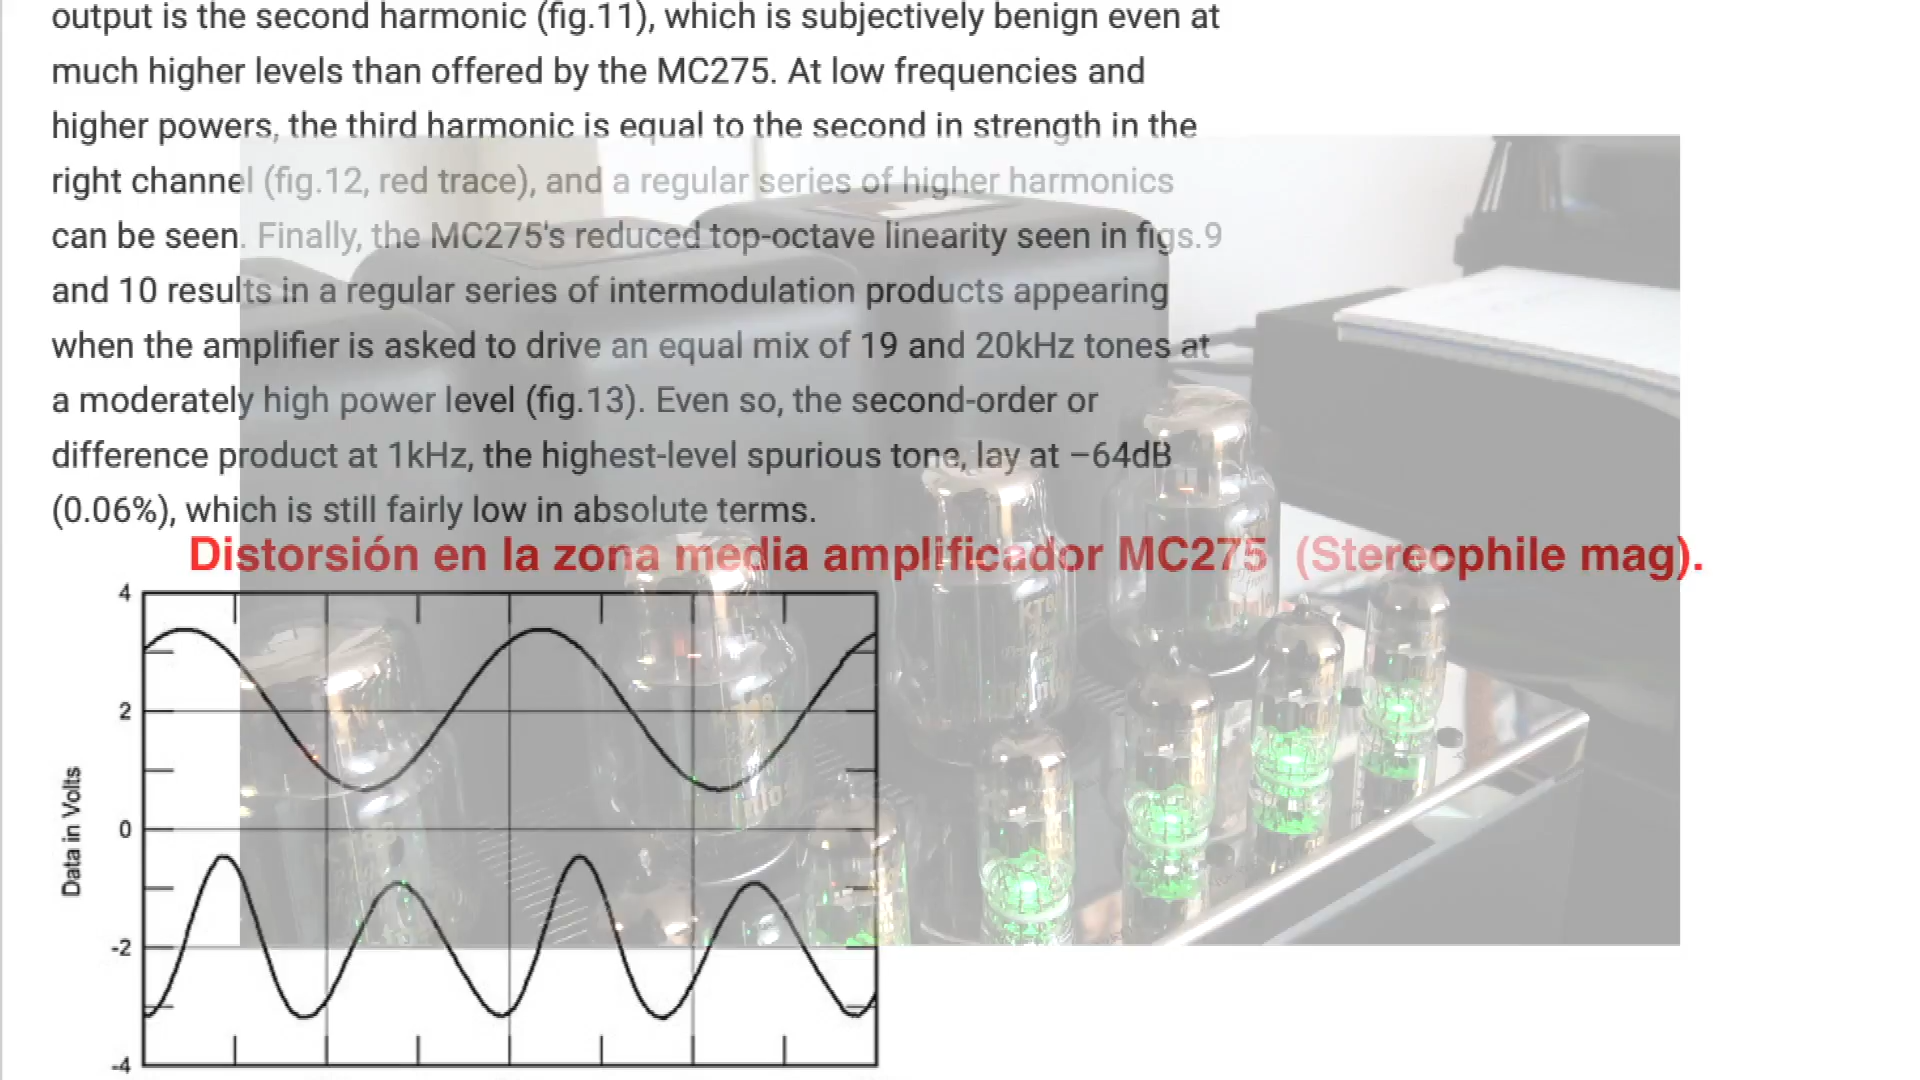 output is the second harmonic (fig.11), which is subjectively benign even at
much higher levels than offered by the MC275. At low frequencies and
higher powers, the third harmonic is equal to the second in strength in the
right channel (fig.12, red trace), and a regular series of higher harmonics
can be seen. Finally, the MC275's reduced top-octave linearity seen in figs.9
and 10 results in a regular series of intermodulation products appearing
when the amplifier is asked to drive an equal mix of 19 and 20kHz tones at
a moderately high power level (fig.13). Even so, the second-order or
difference product at 1kHz, the highest-level spurious tone, lay at −64dB
(0.06%), which is still fairly low in absolute terms.
Distorsión en la zona media amplificador MC275 (Stereophile mag).
4
2
0
-2
-4
Data in Volts